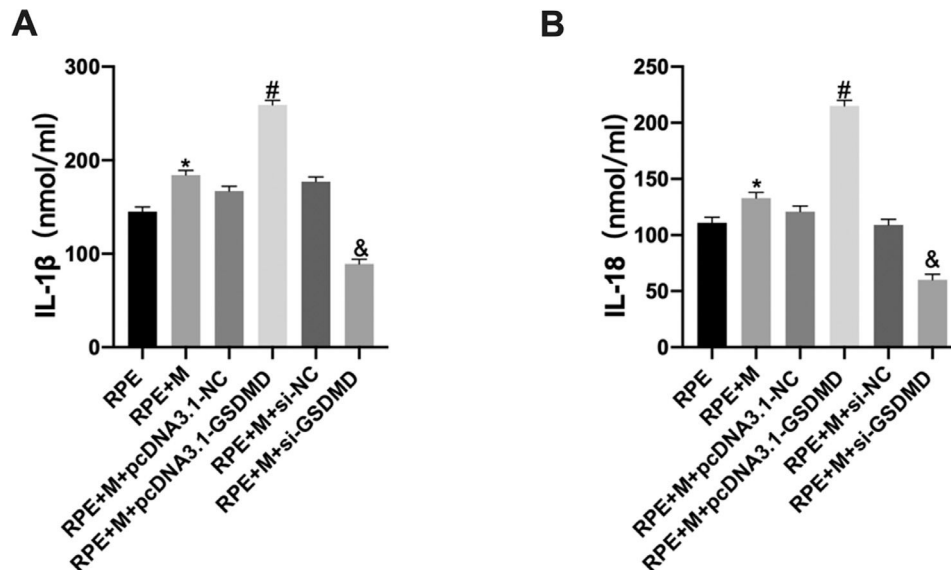 A
IL-1β (nmol/ml)
300
200
100
0
*
#
&
RPE
RPE+M
RPE+M+pcDNA3.1-NC
RPE+M+pcDNA3.1-GSDMD
RPE+M+si-NC
RPE+M+si-GSDMD
B
IL-18 (nmol/ml)
250
200
150
100
50
0
*
#
&
RPE
RPE+M
RPE+M+pcDNA3.1-NC
RPE+M+pcDNA3.1-GSDMD
RPE+M+si-NC
RPE+M+si-GSDMD